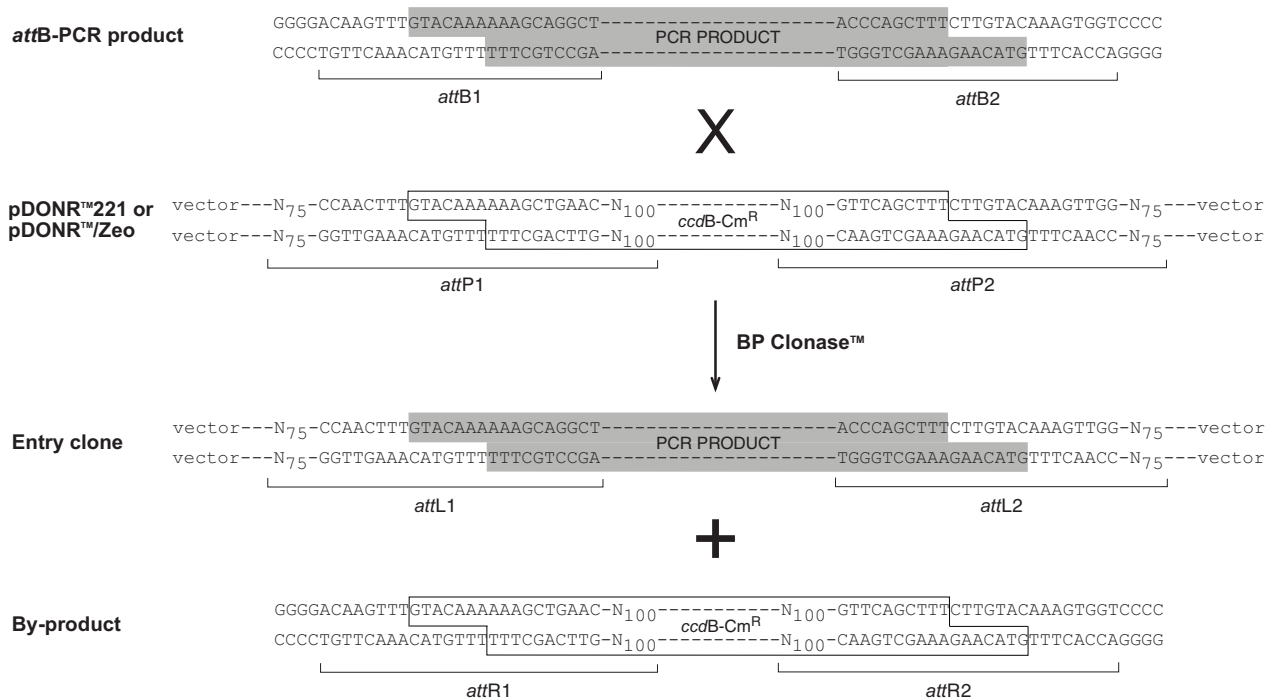 attB-PCR product
GGGGACAAGTTTGTACAAAAAAGCAGGCT--------------------ACCCAGCTTTCTTGTACAAAGTGGTCCCC
PCR PRODUCT
CCCCTGTTCAAACATGTTTTTTCGTCCGA--------------------TGGGTCGAAAGAACATGTTTCACCAGGGG
attB1 attB2
X
pDONR™221 or
pDONR™/Zeo
vector---N75-CCAACTTTGTACAAAAAAGCTGAAC-N100----------N100-GTTCAGCTTTCTTGTACAAAGTTGG-N75---vector
ccdB-CmR
vector---N75-GGTTGAAACATGTTTTTTCGACTTG-N100----------N100-CAAGTCGAAAGAACATGTTTCAACC-N75---vector
attP1 attP2
BP Clonase™
Entry clone
vector---N75-CCAACTTTGTACAAAAAAGCAGGCT--------------------ACCCAGCTTTCTTGTACAAAGTTGG-N75---vector
PCR PRODUCT
vector---N75-GGTTGAAACATGTTTTTTCGTCCGA--------------------TGGGTCGAAAGAACATGTTTCAACC-N75---vector
attL1 attL2
+
By-product
GGGGACAAGTTTGTACAAAAAAGCTGAAC-N100----------N100-GTTCAGCTTTCTTGTACAAAGTGGTCCCC
ccdB-CmR
CCCCTGTTCAAACATGTTTTTTCGACTTG-N100----------N100-CAAGTCGAAAGAACATGTTTCACCAGGGG
attR1 attR2